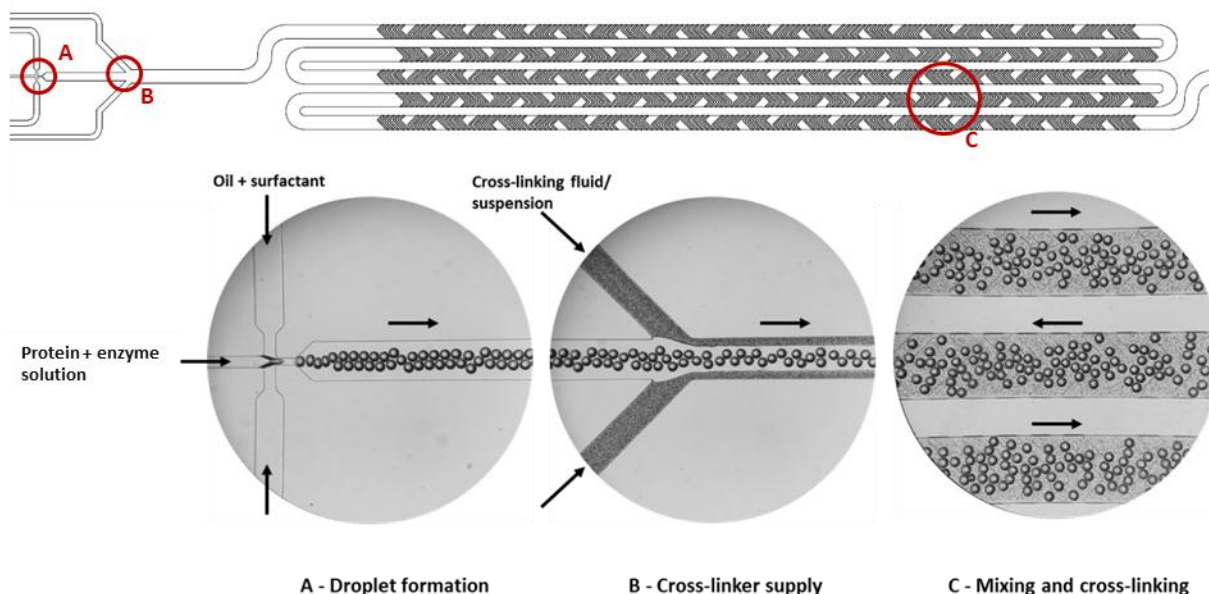 A
B
C
Oil + surfactant
Cross-linking fluid/
suspension
Protein + enzyme
solution
A - Droplet formation
B - Cross-linker supply
C - Mixing and cross-linking